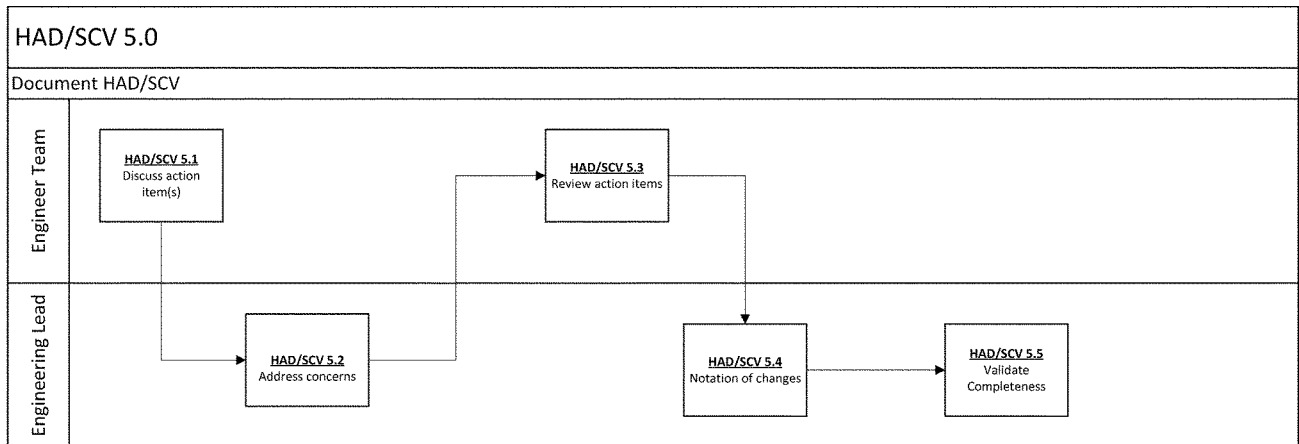 HAD/SCV 5.0
Document HAD/SCV
Engineer Team
HAD/SCV 5.1
Discuss action
item(s)
HAD/SCV 5.3
Review action items
Engineering Lead
HAD/SCV 5.2
Address concerns
HAD/SCV 5.4
Notation of changes
HAD/SCV 5.5
Validate
Completeness